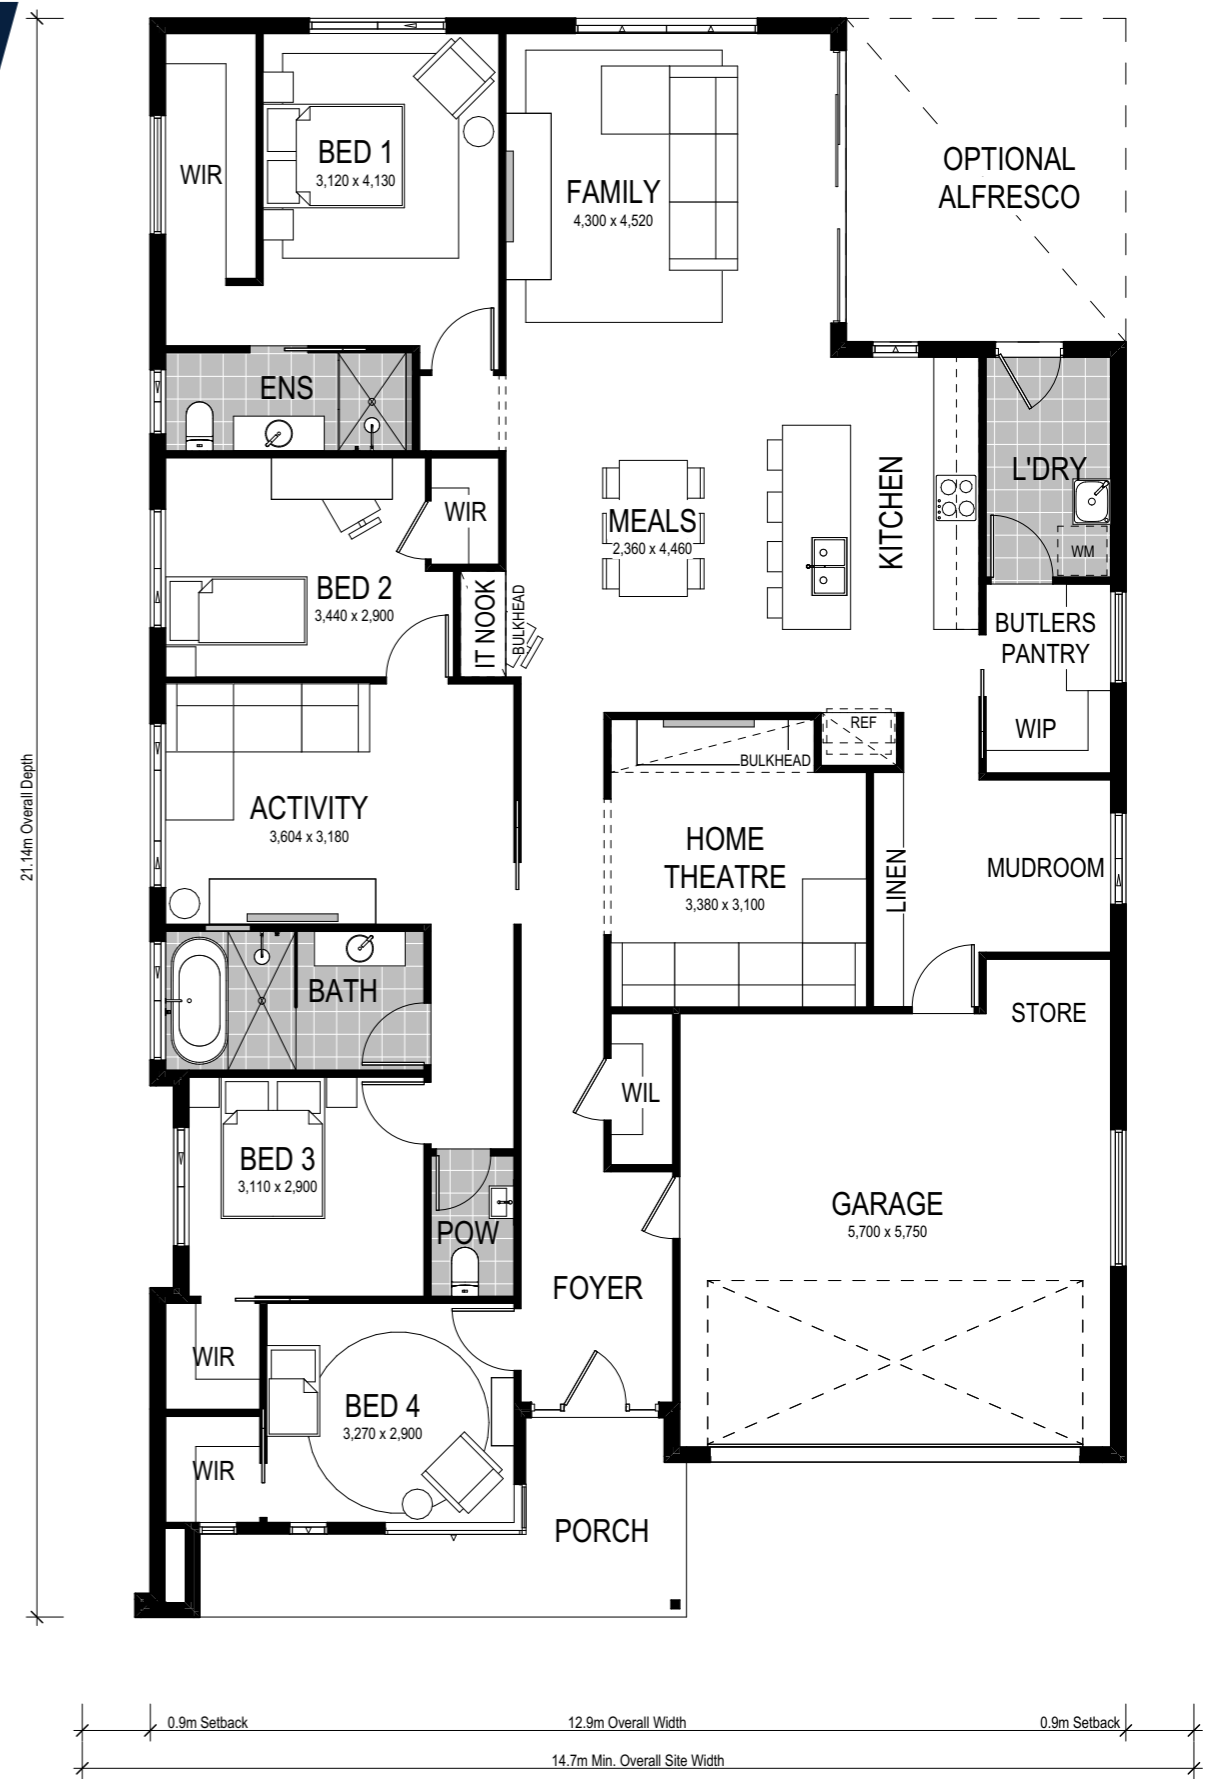 WIR
BED 1
3,120 x 4,130
FAMILY
4,300 x 4,520
OPTIONAL
ALFRESCO
ENS
WIR
BED 2
3,440 x 2,900
IT NOOK
BULKHEAD
MEALS
2,360 x 4,460
KITCHEN
L'DRY
WM
BUTLERS
PANTRY
WIP
REF
BULKHEAD
ACTIVITY
3,604 x 3,180
HOME
THEATRE
3,380 x 3,100
LINEN
MUDROOM
21.14m Overall Depth
BATH
STORE
WIL
BED 3
3,110 x 2,900
POW
FOYER
GARAGE
5,700 x 5,750
WIR
BED 4
3,270 x 2,900
WIR
PORCH
0.9m Setback
12.9m Overall Width
0.9m Setback
14.7m Min. Overall Site Width